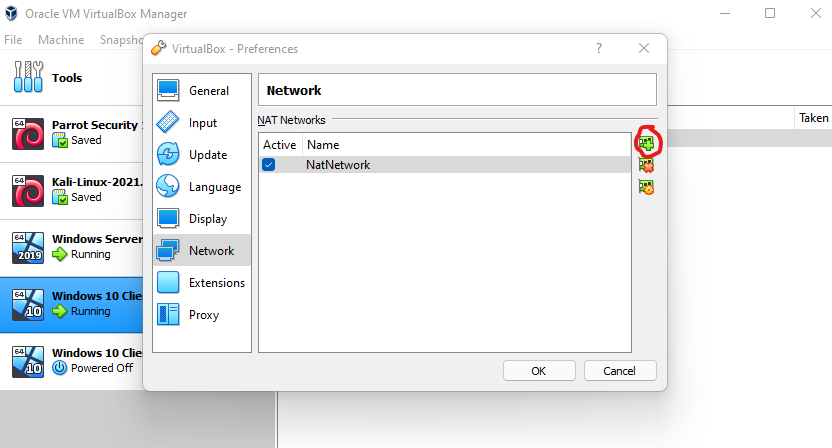 Oracle VM VirtualBox Manager
File Machine Snapsho
VirtualBox - Preferences ?
Tools
General
Input
Update
Language
Display
Network
Extensions
Proxy
Network
NAT Networks
Active Name
NatNetwork
OK Cancel
Taken
64 Parrot Security
Saved
64 Kali-Linux-2021.
Saved
64 2019 Windows Server
Running
64 10 Windows 10 Clie
Running
64 10 Windows 10 Clie
Powered Off